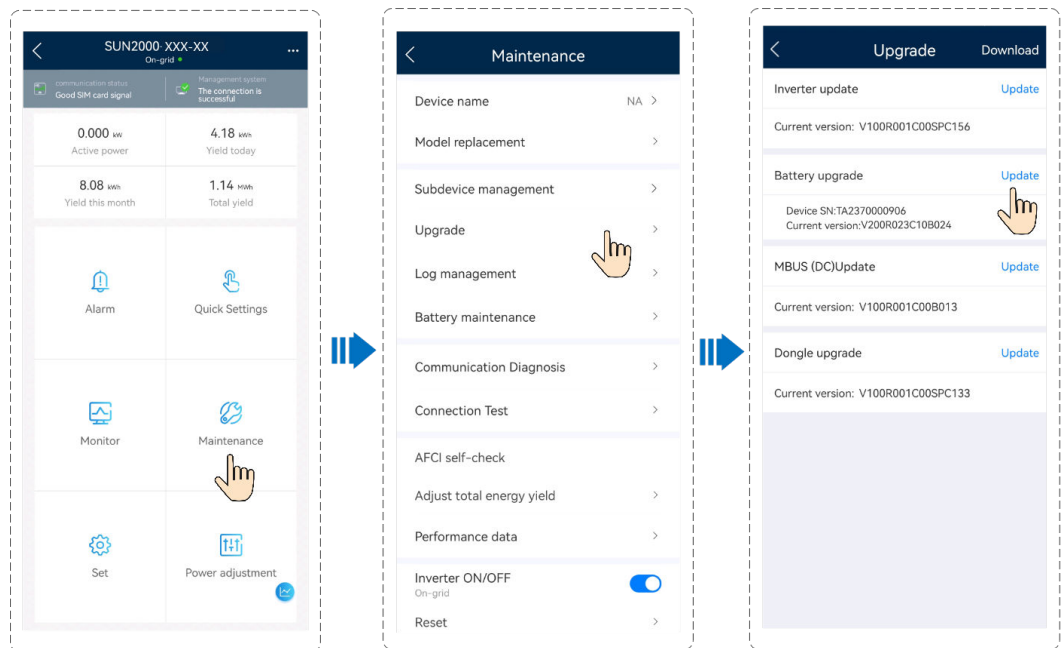 SUN2000-XXX-XX
On-grid
communication status
Good SIM card signal
Management system
The connection is
successful
0.000 kW
Active power
4.18 kWh
Yield today
8.08 kWh
Yield this month
1.14 MWh
Total yield
Alarm
Quick Settings
Monitor
Maintenance
Set
Power adjustment
Maintenance
Device name NA
Model replacement
Subdevice management
Upgrade
Log management
Battery maintenance
Communication Diagnosis
Connection Test
AFCI self-check
Adjust total energy yield
Performance data
Inverter ON/OFF
On-grid
Reset
Upgrade Download
Inverter update Update
Current version: V100R001C00SPC156
Battery upgrade Update
Device SN:TA2370000906
Current version:V200R023C10B024
MBUS (DC)Update Update
Current version: V100R001C00B013
Dongle upgrade Update
Current version: V100R001C00SPC133